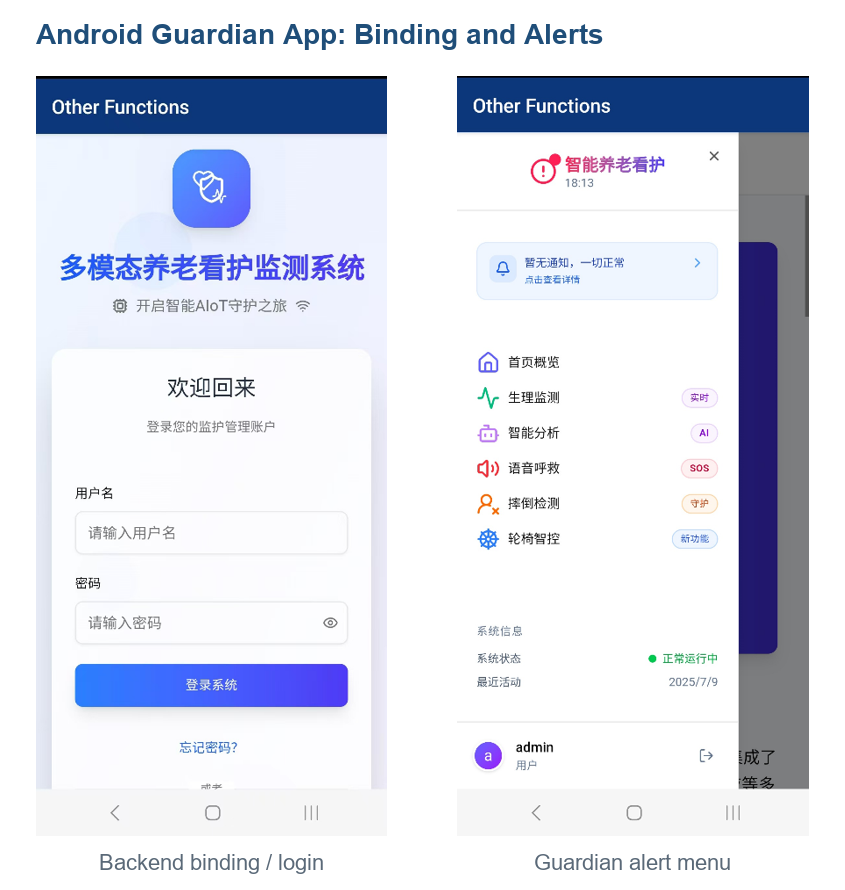 Android Guardian App: Binding and Alerts
Other Functions
多模态养老看护监测系统
开启智能AIoT守护之旅
欢迎回来
登录您的监护管理账户
用户名
请输入用户名
密码
请输入密码
登录系统
忘记密码？
或者
Backend binding / login
Other Functions
智能养老看护
18:13
暂无通知，一切正常
点击查看详情
首页概览
生理监测 实时
智能分析 AI
语音呼救 SOS
摔倒检测 守护
轮椅智控 新功能
系统信息
系统状态 正常运行中
最近活动 2025/7/9
a admin
用户
成了
等多
Guardian alert menu